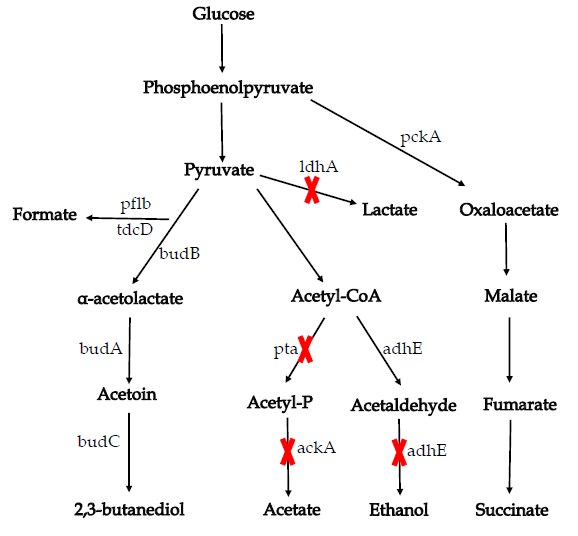 Glucose
Phosphoenolpyruvate
pckA
Pyruvate
ldhA
Formate
pflb
tdcD
Lactate
Oxaloacetate
budB
α-acetolactate
Acetyl-CoA
Malate
budA
pta
adhE
Acetoin
Acetyl-P
Acetaldehyde
Fumarate
budC
ackA
adhE
2,3-butanediol
Acetate
Ethanol
Succinate